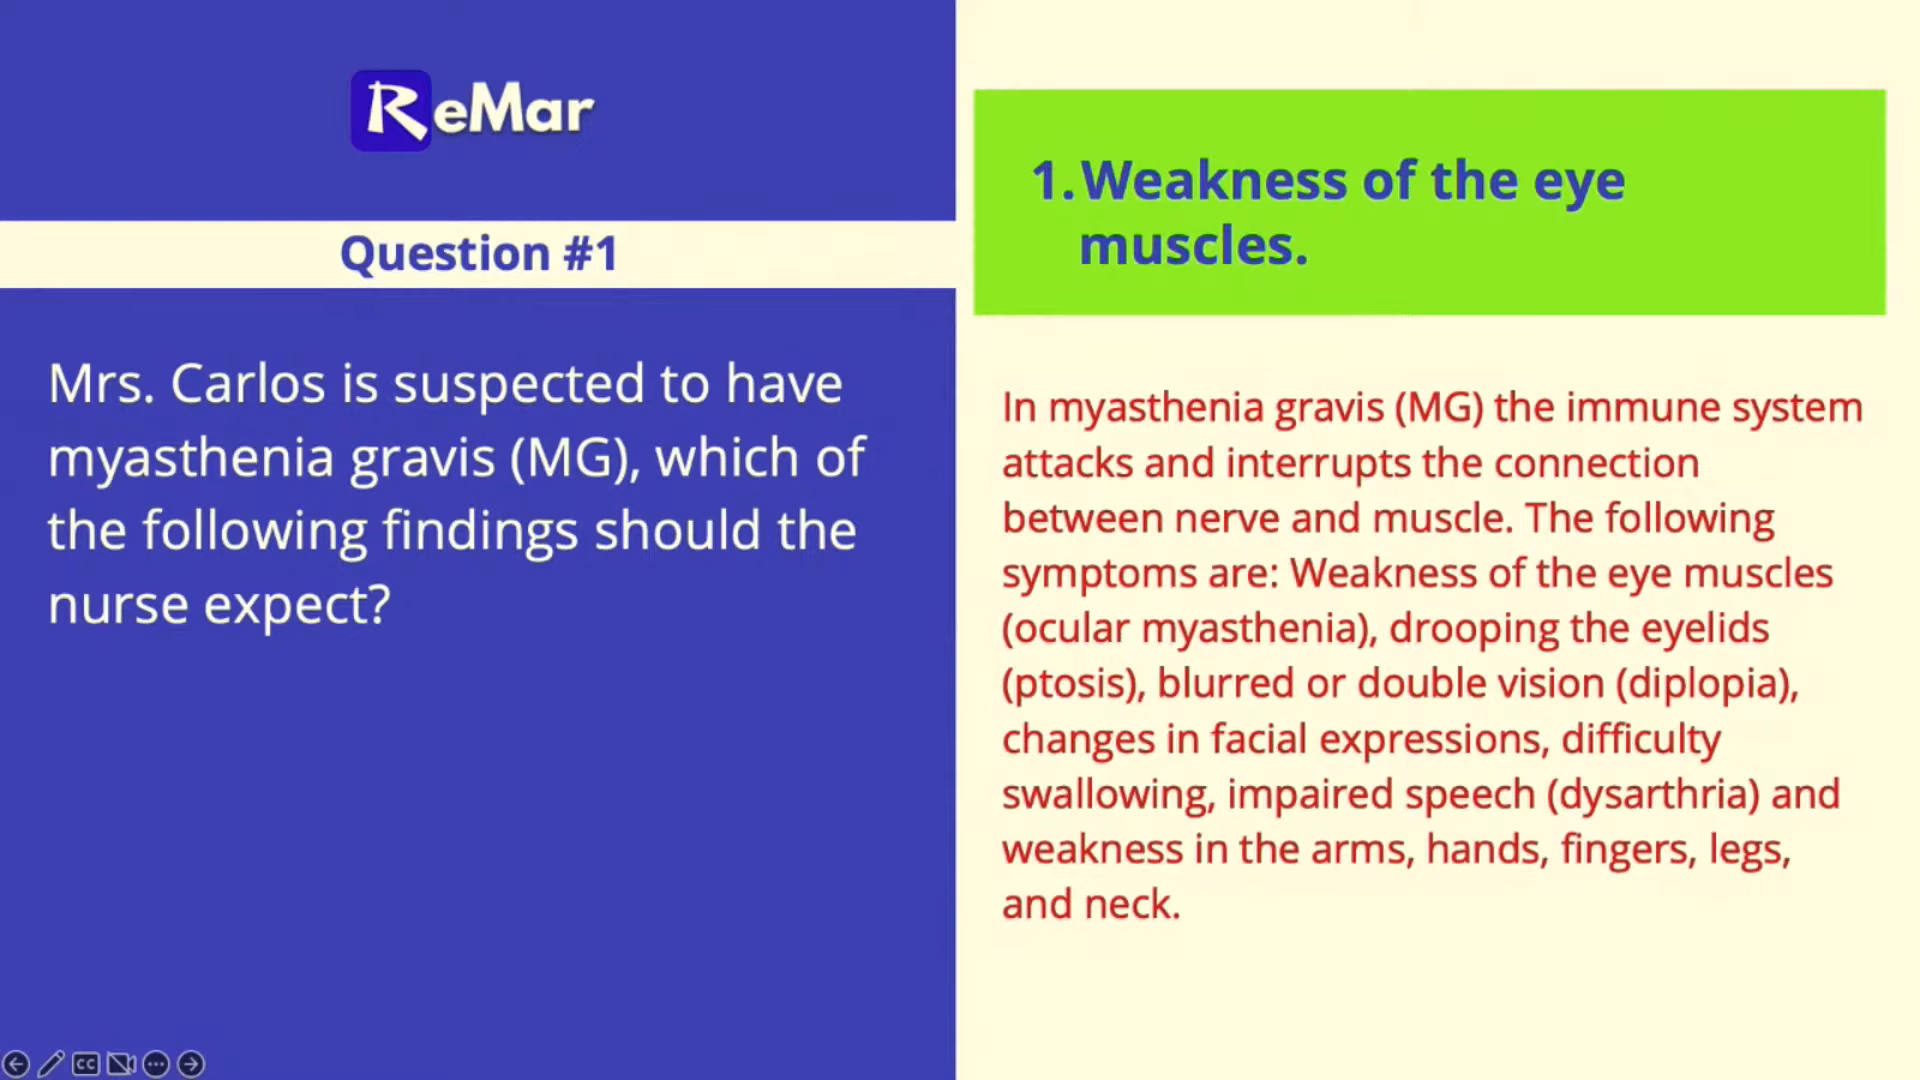 ReMar
Question #1
Mrs. Carlos is suspected to have
myasthenia gravis (MG), which of
the following findings should the
nurse expect?
1. Weakness of the eye
muscles.
In myasthenia gravis (MG) the immune system
attacks and interrupts the connection
between nerve and muscle. The following
symptoms are: Weakness of the eye muscles
(ocular myasthenia), drooping the eyelids
(ptosis), blurred or double vision (diplopia),
changes in facial expressions, difficulty
swallowing, impaired speech (dysarthria) and
weakness in the arms, hands, fingers, legs,
and neck.
CC